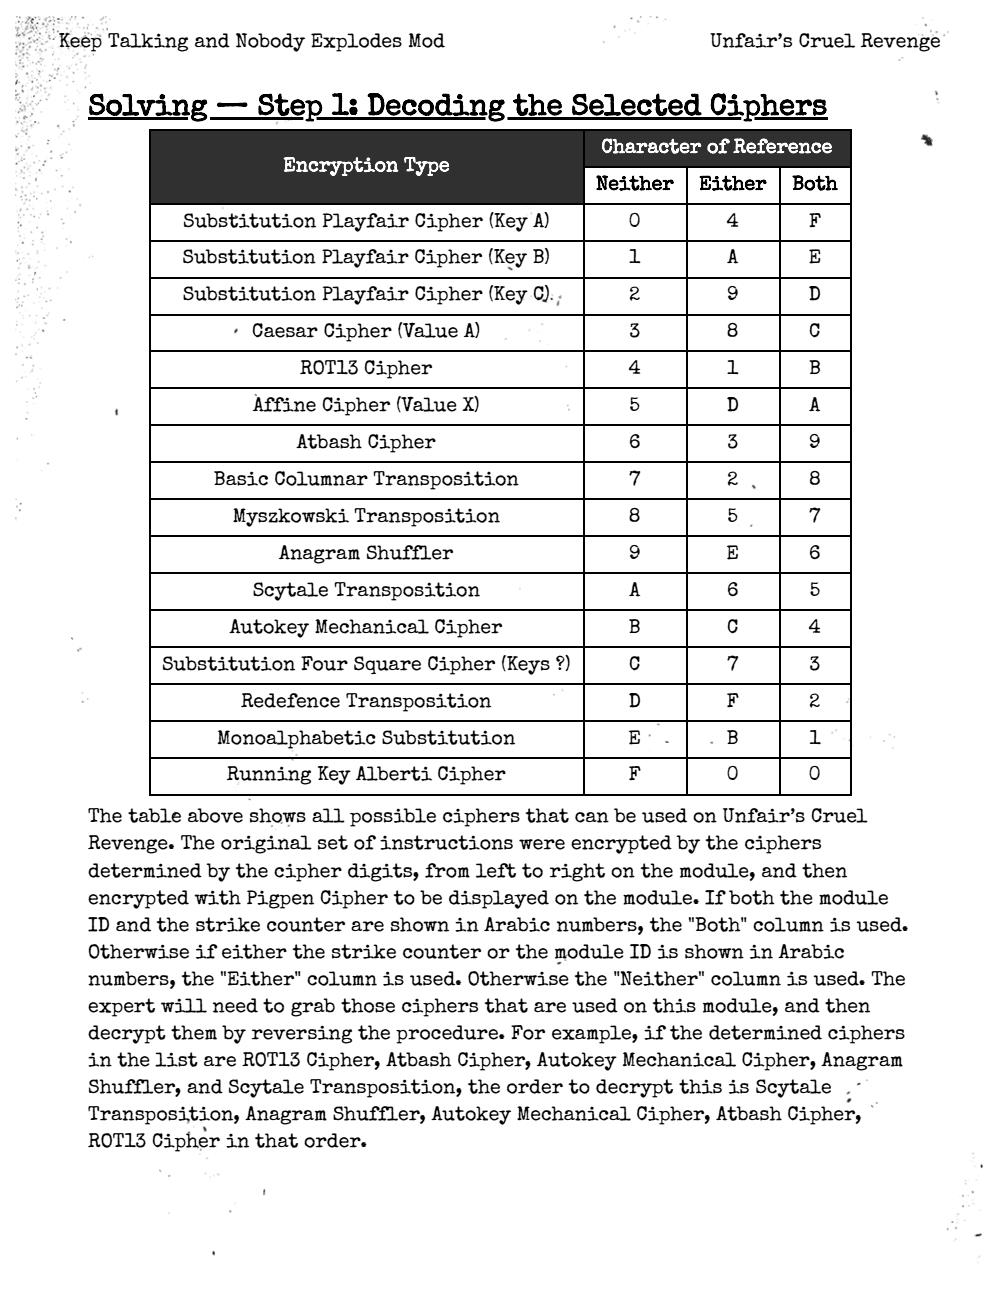 Keep Talking and Nobody Explodes Mod Unfair's Cruel Revenge
Solving — Step 1: Decoding the Selected Ciphers
Encryption Type Character of Reference
Neither Either Both
Substitution Playfair Cipher (Key A) 0 4 F
Substitution Playfair Cipher (Key B) 1 A E
Substitution Playfair Cipher (Key C) 2 9 D
Caesar Cipher (Value A) 3 8 C
ROT13 Cipher 4 1 B
Affine Cipher (Value X) 5 D A
Atbash Cipher 6 3 9
Basic Columnar Transposition 7 2 8
Myszkowski Transposition 8 5 7
Anagram Shuffler 9 E 6
Scytale Transposition A 6 5
Autokey Mechanical Cipher B C 4
Substitution Four Square Cipher (Keys ?) C 7 3
Redefence Transposition D F 2
Monoalphabetic Substitution E B 1
Running Key Alberti Cipher F 0 0
The table above shows all possible ciphers that can be used on Unfair's Cruel
Revenge. The original set of instructions were encrypted by the ciphers
determined by the cipher digits, from left to right on the module, and then
encrypted with Pigpen Cipher to be displayed on the module. If both the module
ID and the strike counter are shown in Arabic numbers, the "Both" column is used.
Otherwise if either the strike counter or the module ID is shown in Arabic
numbers, the "Either" column is used. Otherwise the "Neither" column is used. The
expert will need to grab those ciphers that are used on this module, and then
decrypt them by reversing the procedure. For example, if the determined ciphers
in the list are ROT13 Cipher, Atbash Cipher, Autokey Mechanical Cipher, Anagram
Shuffler, and Scytale Transposition, the order to decrypt this is Scytale
Transposition, Anagram Shuffler, Autokey Mechanical Cipher, Atbash Cipher,
ROT13 Cipher in that order.